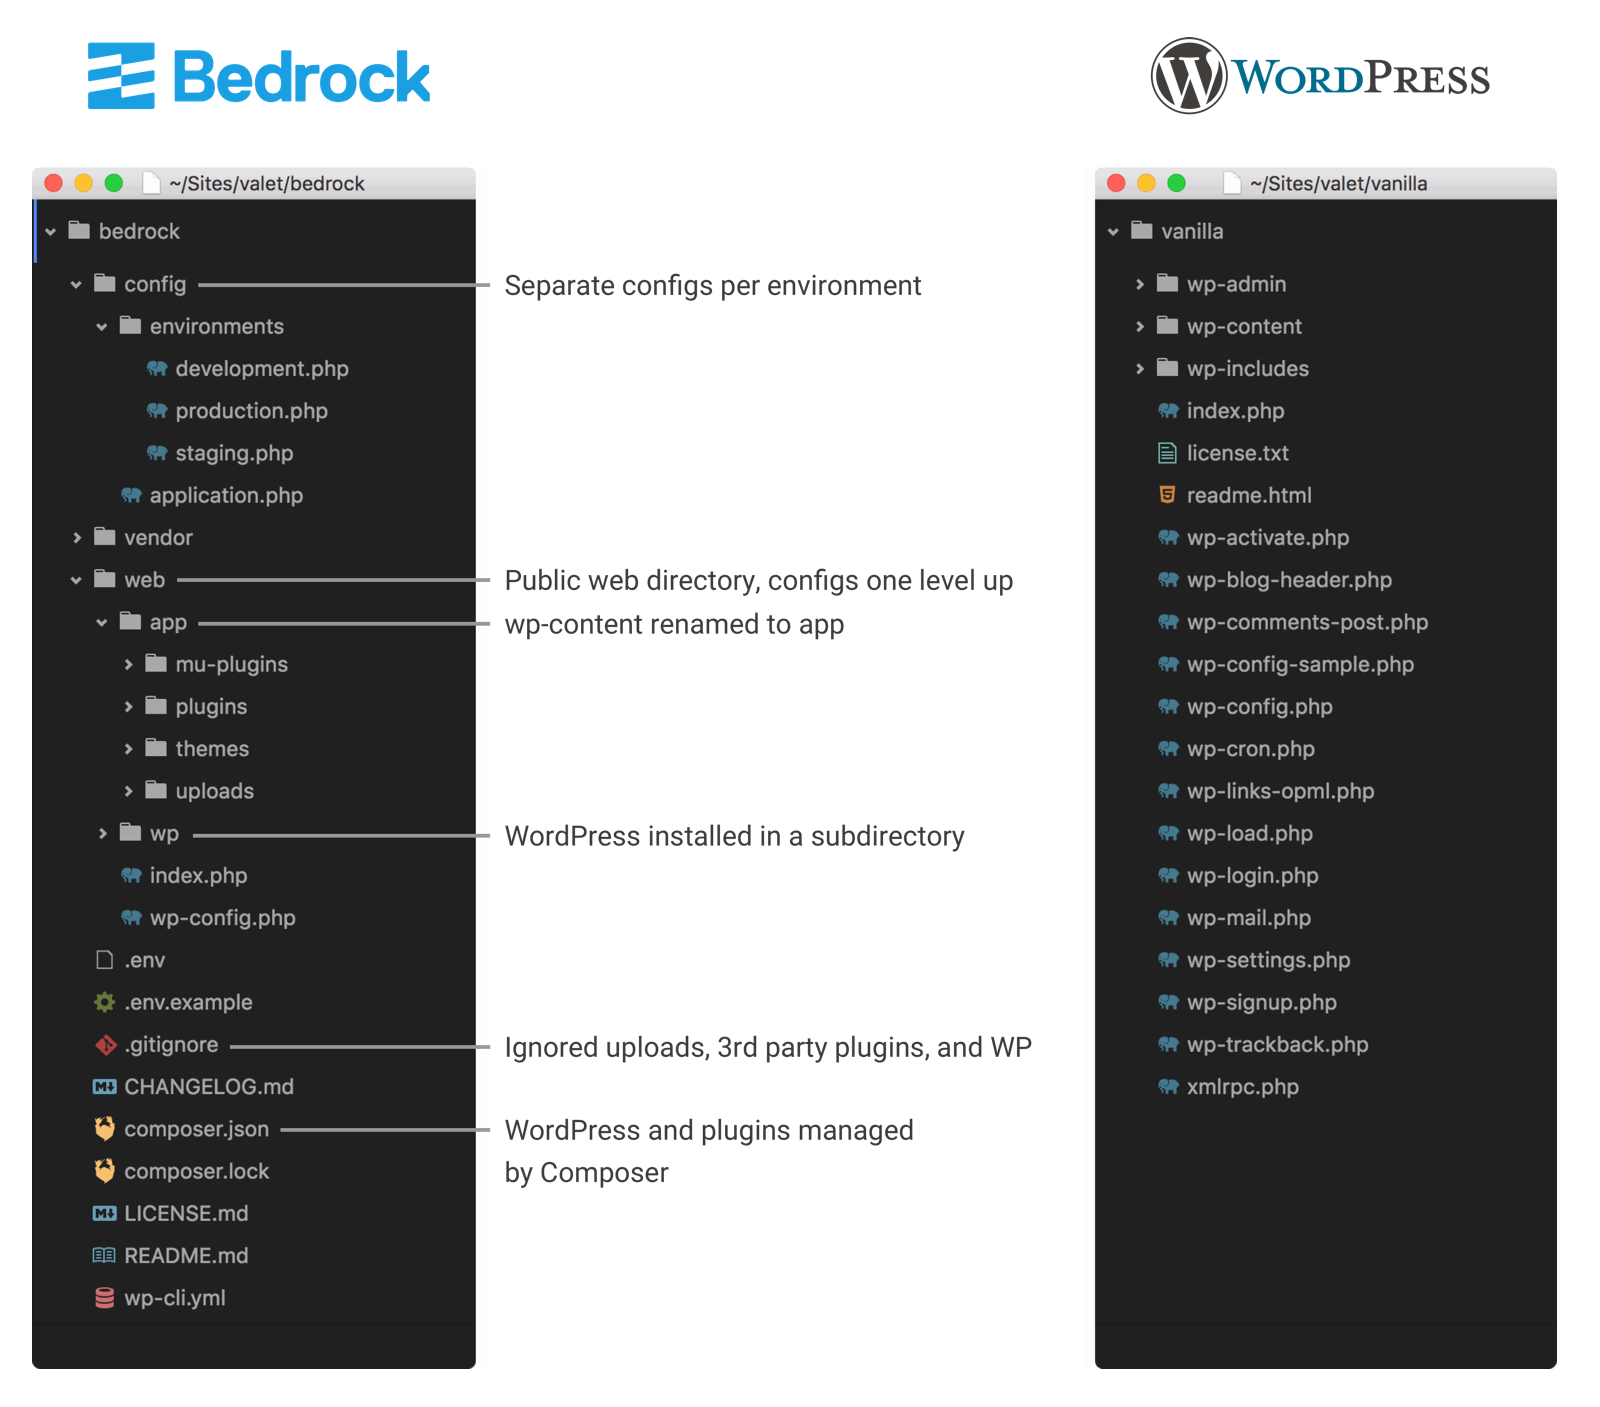 Bedrock
WORDPRESS
~/Sites/valet/bedrock
bedrock
config
environments
development.php
production.php
staging.php
application.php
vendor
web
app
mu-plugins
plugins
themes
uploads
wp
index.php
wp-config.php
.env
.env.example
.gitignore
CHANGELOG.md
composer.json
composer.lock
LICENSE.md
README.md
wp-cli.yml
Separate configs per environment
Public web directory, configs one level up
wp-content renamed to app
WordPress installed in a subdirectory
Ignored uploads, 3rd party plugins, and WP
WordPress and plugins managed
by Composer
~/Sites/valet/vanilla
vanilla
wp-admin
wp-content
wp-includes
index.php
license.txt
readme.html
wp-activate.php
wp-blog-header.php
wp-comments-post.php
wp-config-sample.php
wp-config.php
wp-cron.php
wp-links-opml.php
wp-load.php
wp-login.php
wp-mail.php
wp-settings.php
wp-signup.php
wp-trackback.php
xmlrpc.php